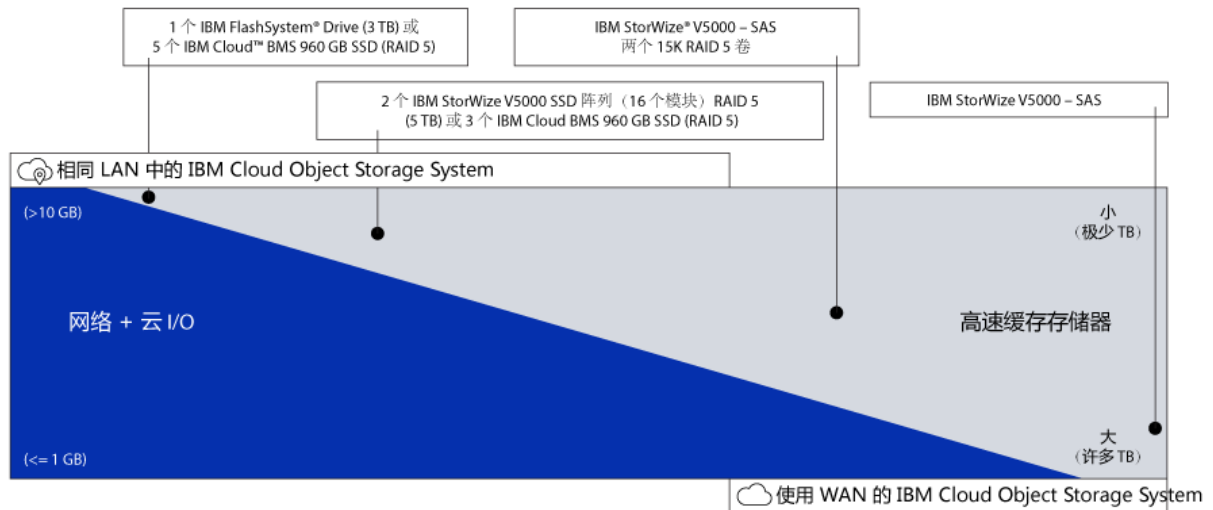 1 个 IBM FlashSystem® Drive (3 TB) 或
5 个 IBM Cloud™ BMS 960 GB SSD (RAID 5)
IBM StorWize® V5000 – SAS
两个 15K RAID 5 卷
2 个 IBM StorWize V5000 SSD 阵列（16 个模块）RAID 5
(5 TB) 或 3 个 IBM Cloud BMS 960 GB SSD (RAID 5)
IBM StorWize V5000 – SAS
相同 LAN 中的 IBM Cloud Object Storage System
(>10 GB)
小
（极少 TB）
网络 + 云 I/O
高速缓存存储器
大
（许多 TB）
(<= 1 GB)
使用 WAN 的 IBM Cloud Object Storage System